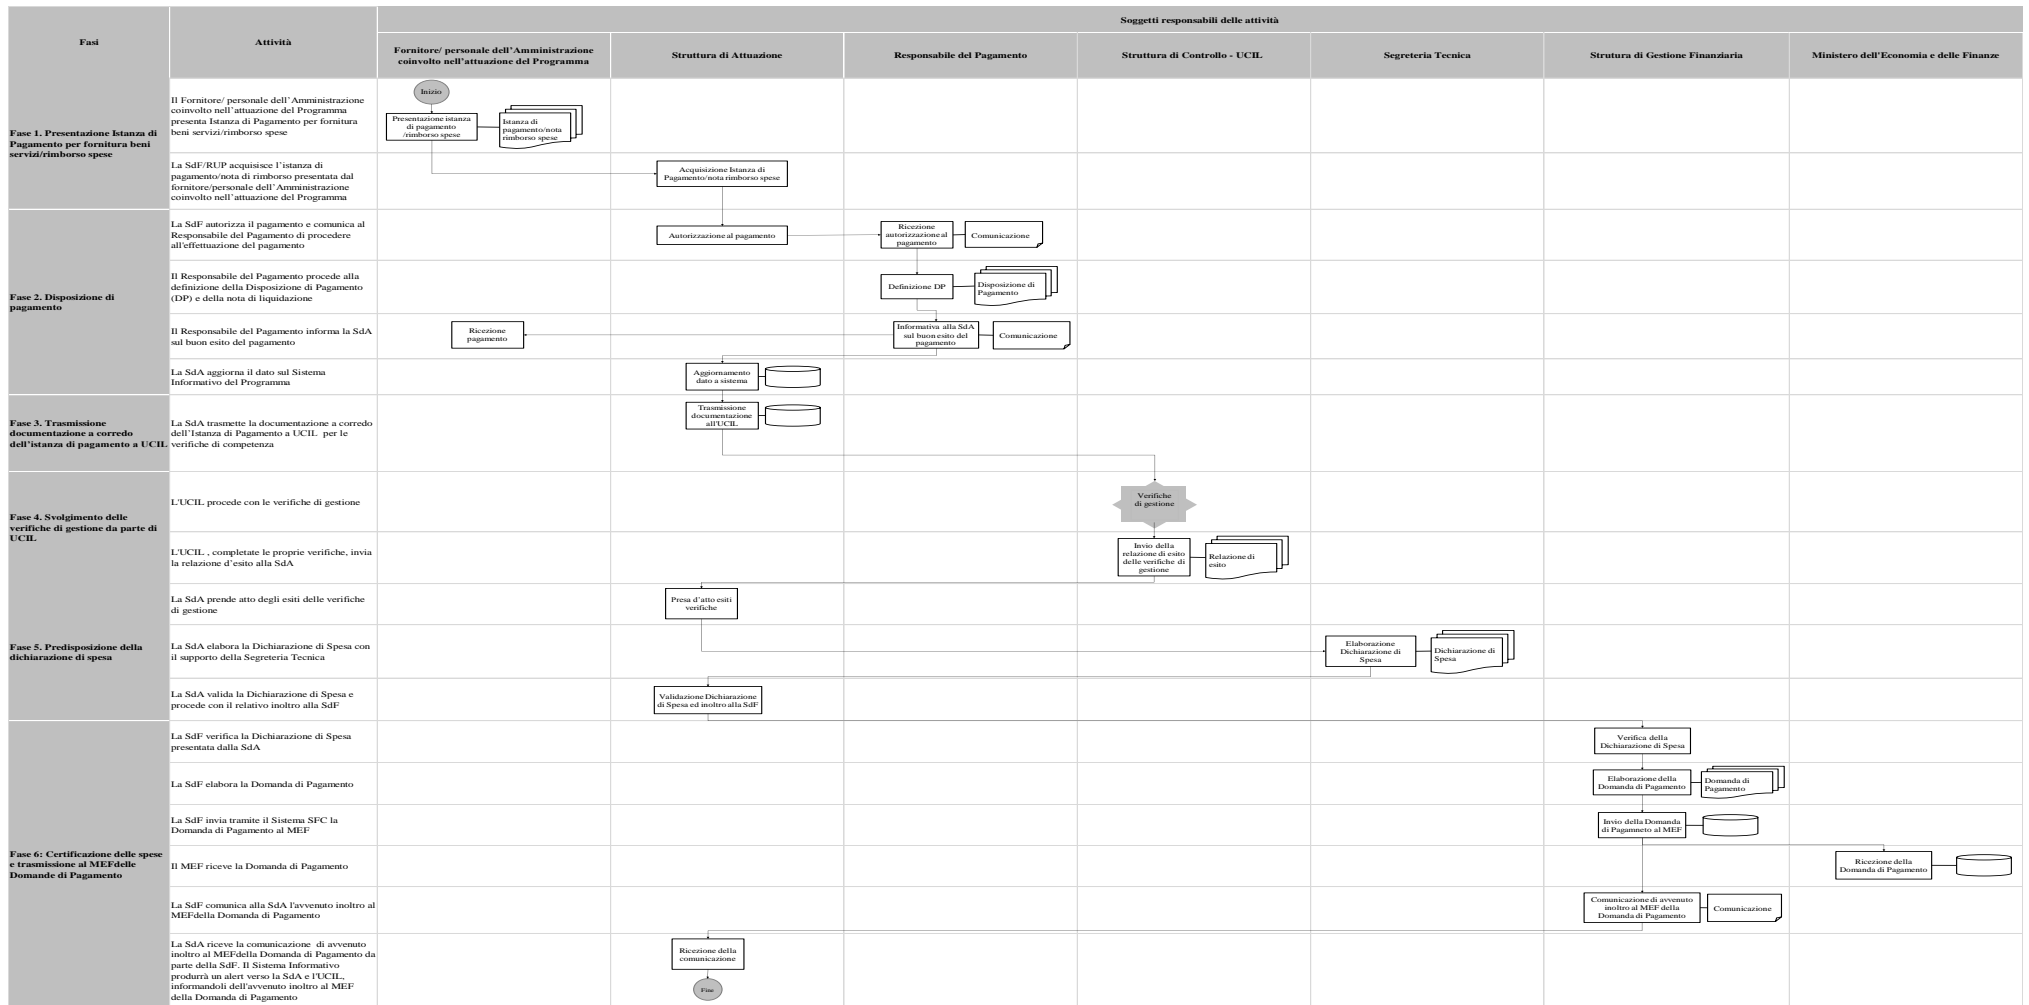 Soggetti responsabili delle attività
Fasi
Attività
Fornitore/ personale dell'Amministrazione
coinvolto nell'attuazione del Programma
Struttura di Attuazione
Responsabile del Pagamento
Struttura di Controllo - UCIL
Segreteria Tecnica
Strutura di Gestione Finanziaria
Ministero dell'Economia e delle Finanze
Fase 1. Presentazione Istanza di
Pagamento per fornitura beni
servizi/rimborso spese
Il Fornitore/ personale dell'Amministrazione
coinvolto nell'attuazione del Programma
presenta Istanza di Pagamento per fornitura
beni servizi/rimborso spese
Inizio
Presentazione istanza
di pagamento
/rimborso spese
Istanza di
pagamento/nota
rimborso spese
La SdF/RUP acquisisce l'istanza di
pagamento/nota di rimborso presentata dal
fornitore/personale dell'Amministrazione
coinvolto nell'attuazione del Programma
Acquisizione Istanza di
Pagamento/nota rimborso spese
Fase 2. Disposizione di
pagamento
La SdF autorizza il pagamento e comunica al
Responsabile del Pagamento di procedere
all'effettuazione del pagamento
Autorizzazione al pagamento
Ricezione
autorizzazione al
pagamento
Comunicazione
Il Responsabile del Pagamento procede alla
definizione della Disposizione di Pagamento
(DP) e della nota di liquidazione
Definizione DP
Disposizione di
Pagamento
Il Responsabile del Pagamento informa la SdA
sul buon esito del pagamento
Ricezione
pagamento
Informativa alla SdA
sul buon esito del
pagamento
Comunicazione
La SdA aggiorna il dato sul Sistema
Informativo del Programma
Aggiornamento
dato a sistema
Fase 3. Trasmissione
documentazione a corredo
dell'istanza di pagamento a UCIL
La SdA trasmette la documentazione a corredo
dell'Istanza di Pagamento a UCIL per le
verifiche di competenza
Trasmissione
documentazione
all'UCIL
Fase 4. Svolgimento delle
verifiche di gestione da parte di
UCIL
L'UCIL procede con le verifiche di gestione
Verifiche
di gestione
L'UCIL , completate le proprie verifiche, invia
la relazione d'esito alla SdA
Invio della
relazione di esito
delle verifiche di
gestione
Relazione di
esito
Fase 5. Predisposizione della
dichiarazione di spesa
La SdA prende atto degli esiti delle verifiche
di gestione
Presa d'atto esiti
verifiche
La SdA elabora la Dichiarazione di Spesa con
il supporto della Segreteria Tecnica
Elaborazione
Dichiarazione di
Spesa
Dichiarazione di
Spesa
La SdA valida la Dichiarazione di Spesa e
procede con il relativo inoltro alla SdF
Validazione Dichiarazione
di Spesa ed inoltro alla SdF
Fase 6: Certificazione delle spese
e trasmissione al MEFdelle
Domande di Pagamento
La SdF verifica la Dichiarazione di Spesa
presentata dalla SdA
Verifica della
Dichiarazione di Spesa
La SdF elabora la Domanda di Pagamento
Elaborazione della
Domanda di Pagamento
Domanda di
Pagamento
La SdF invia tramite il Sistema SFC la
Domanda di Pagamento al MEF
Invio della Domanda
di Pagamneto al MEF
Il MEF riceve la Domanda di Pagamento
Ricezione della
Domanda di Pagamento
La SdF comunica alla SdA l'avvenuto inoltro al
MEFdella Domanda di Pagamento
Comunicazione di avvenuto
inoltro al MEF della
Domanda di Pagamento
Comunicazione
La SdA riceve la comunicazione di avvenuto
inoltro al MEFdella Domanda di Pagamento da
parte della SdF. Il Sistema Informativo
produrrà un alert verso la SdA e l'UCIL,
informandoli dell'avvenuto inoltro al MEF
della Domanda di Pagamento
Ricezione della
comunicazione
Fine